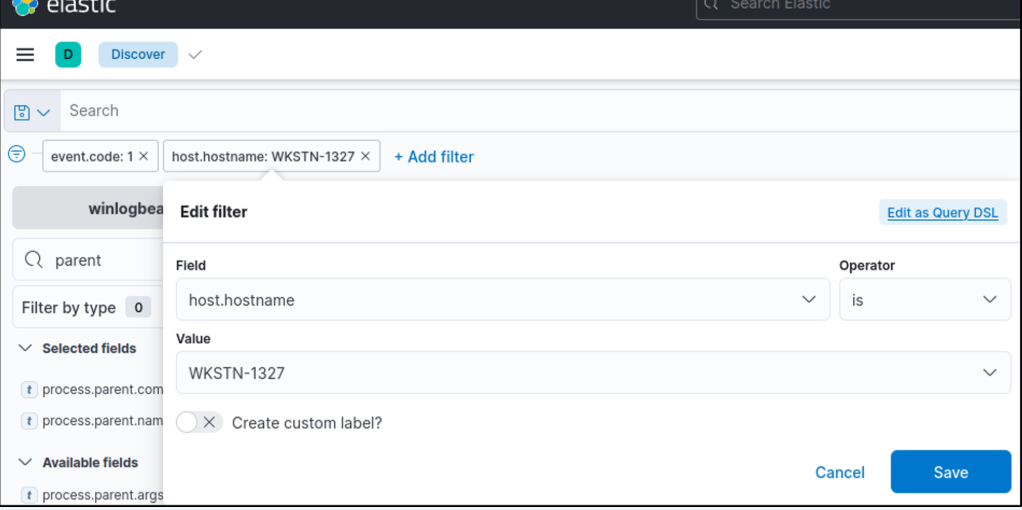 elastic
Search Elastic
D
Discover
Search
event.code: 1
host.hostname: WKSTN-1327
+ Add filter
winlogbea
Edit filter
Edit as Query DSL
parent
Field
Operator
host.hostname
is
Filter by type 0
Value
Selected fields
WKSTN-1327
t process.parent.com
t process.parent.nam
Create custom label?
Available fields
Cancel
Save
t process.parent.args